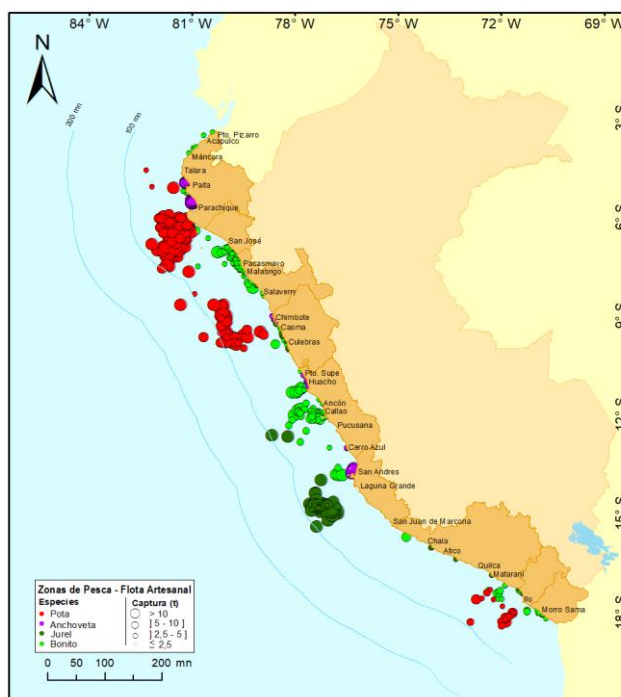 84° W 81° W 78° W 75° W 72° W 69° W
N
200 mn
100 mn
3° S
6° S
9° S
12° S
15° S
18° S
Pto. Pizarro
Acapulco
Máncora
Talara
Paita
Parachique
San José
Pacasmayo
Malabrigo
Salaverry
Chimbote
Casma
Culebras
Pto. Supe
Huacho
Ancón
Callao
Pucusana
Cerro Azul
San Andres
Laguna Grande
San Juan de Marcona
Chala
Atico
Quilca
Matarani
Ilo
Morro Sama
Zonas de Pesca - Flota Artesanal
Especies Captura (t)
Pota > 10
Anchoveta ] 5 - 10 ]
Jurel ] 2,5 - 5 ]
Bonito ≤ 2,5
0 50 100 200 mn